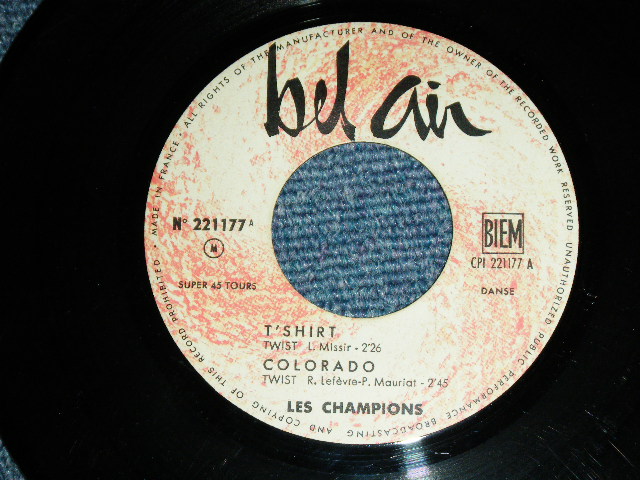 MADE IN FRANCE • ALL RIGHTS OF THE MANUFACTURER AND OF THE OWNER OF THE RECORDED WORK RESERVED UNAUTHORIZED PUBLIC PERFORMANCE BROADCASTING AND COPYING OF THIS RECORD PROHIBITED •
bel air
N° 221177 A
M
SUPER 45 TOURS
BIEM
CPI 221177 A
DANSE
T'SHIRT
TWIST L. Missir - 2'26
COLORADO
TWIST R. Lefèvre-P. Mauriat - 2'45
LES CHAMPIONS